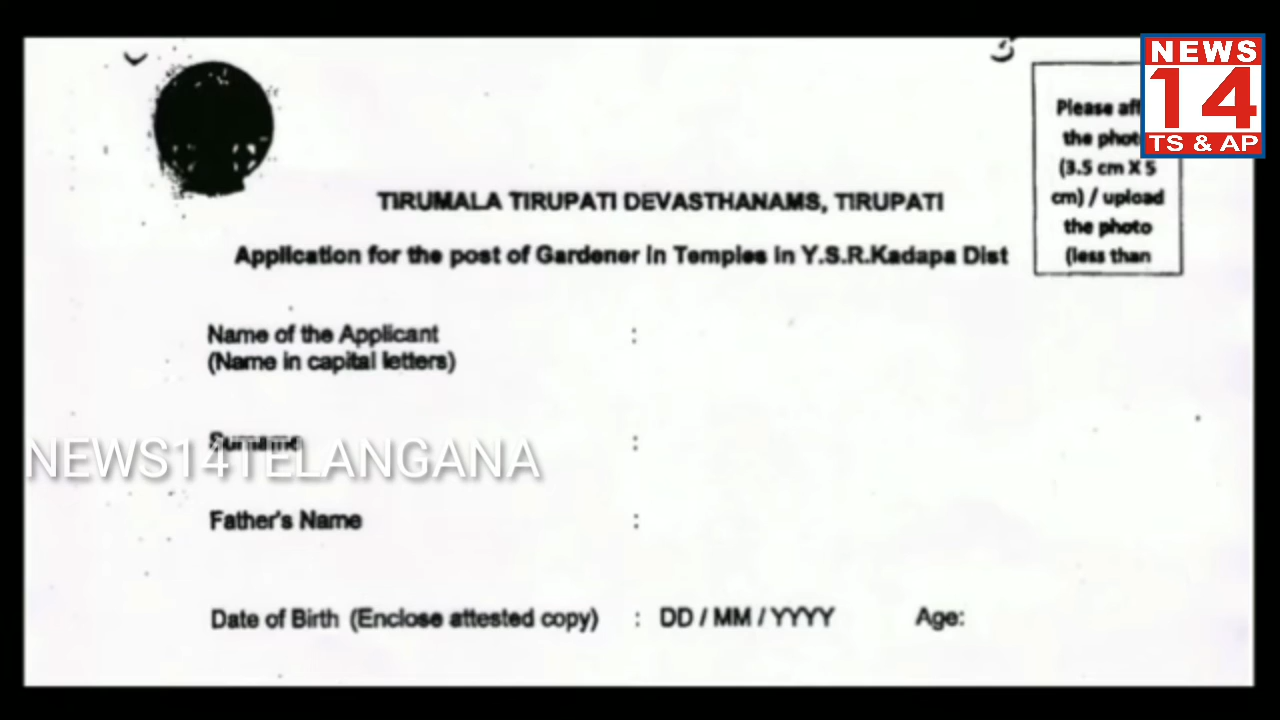 TIRUMALA TIRUPATI DEVASTHANAMS, TIRUPATI
Application for the post of Gardener in Temples in Y.S.R.Kadapa Dist
Please aff
the phot
(3.5 cm X 5
cm) / upload
the photo
(less than
NEWS
14
TS & AP
Name of the Applicant :
(Name in capital letters)
Surname :
NEWS14TELANGANA
Father's Name :
Date of Birth (Enclose attested copy) : DD / MM / YYYY Age: